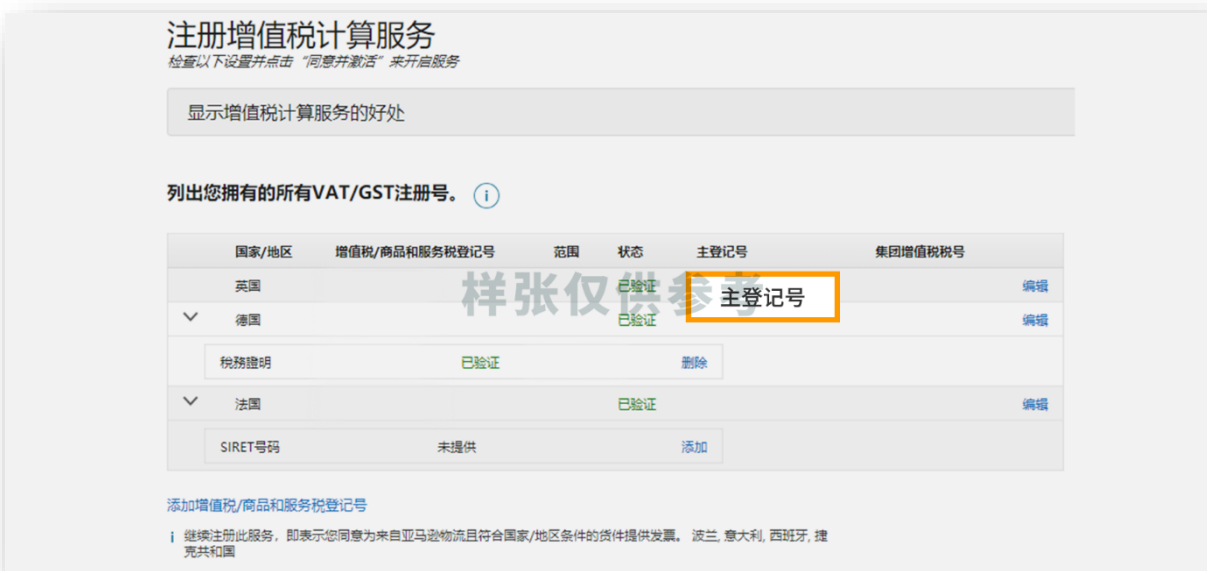 注册增值税计算服务
检查以下设置并点击“同意并激活”来开启服务
显示增值税计算服务的好处
列出您拥有的所有VAT/GST注册号。 i
国家/地区 增值税/商品和服务税登记号 范围 状态 主登记号 集团增值税税号
英国 已验证 编辑
样张仅供参考
主登记号
德国 已验证 编辑
稅務證明 已验证 删除
法国 已验证 编辑
SIRET号码 未提供 添加
添加增值税/商品和服务税登记号
i 继续注册此服务，即表示您同意为来自亚马逊物流且符合国家/地区条件的货件提供发票。 波兰, 意大利, 西班牙, 捷
克共和国